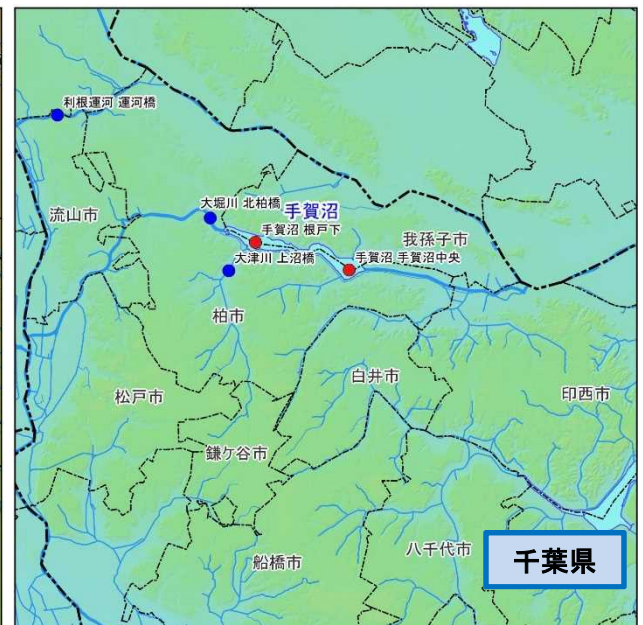 利根運河 運河橋
流山市
大堀川 北柏橋
手賀沼
手賀沼 根戸下
我孫子市
大津川 上沼橋
手賀沼 手賀沼中央
柏市
白井市
松戸市
印西市
鎌ケ谷市
船橋市
八千代市
千葉県